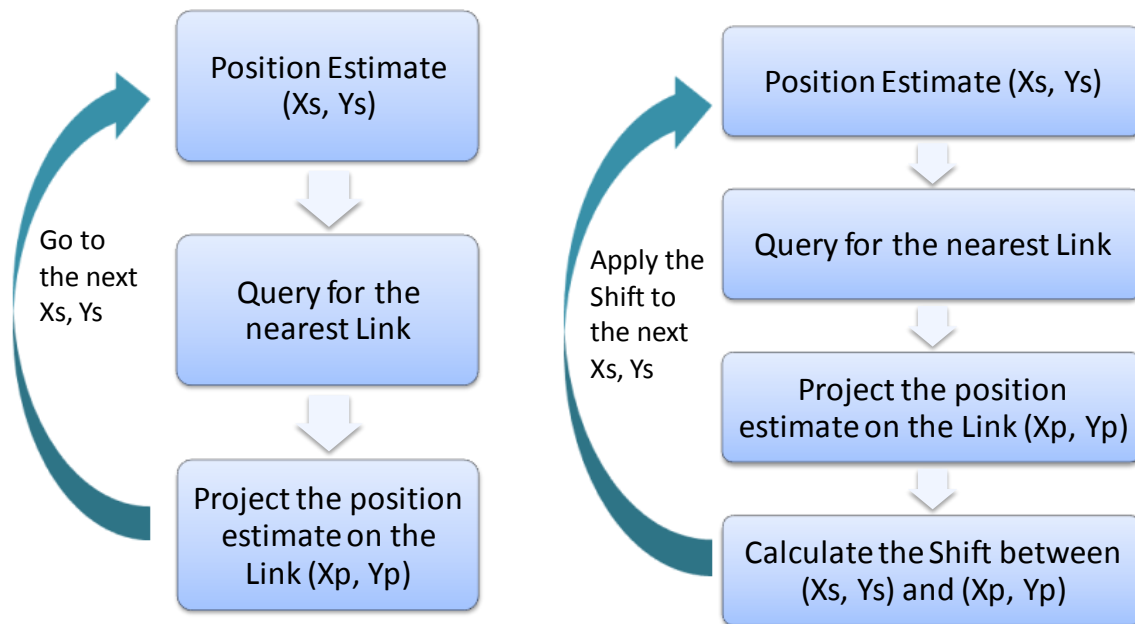 Position Estimate
(Xs, Ys)
Go to
the next
Xs, Ys
Query for the
nearest Link
Project the position
estimate on the
Link (Xp, Yp)
Position Estimate (Xs, Ys)
Query for the nearest Link
Apply the
Shift to
the next
Xs, Ys
Project the position
estimate on the Link (Xp, Yp)
Calculate the Shift between
(Xs, Ys) and (Xp, Yp)